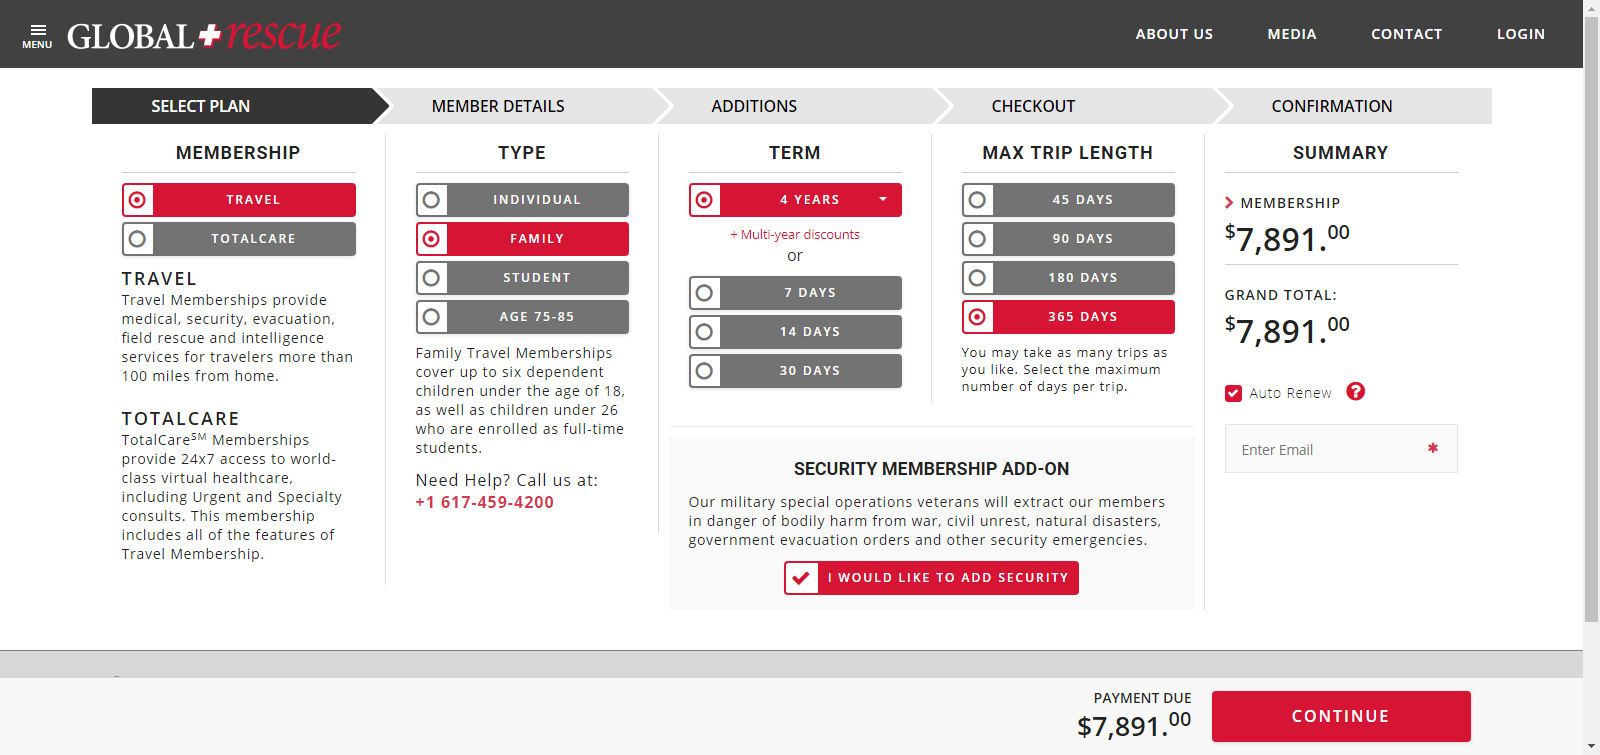 MENU
GLOBAL rescue
ABOUT US
MEDIA
CONTACT
LOGIN
SELECT PLAN
MEMBER DETAILS
ADDITIONS
CHECKOUT
CONFIRMATION
MEMBERSHIP
TRAVEL
TOTALCARE
TRAVEL
Travel Memberships provide
medical, security, evacuation,
field rescue and intelligence
services for travelers more than
100 miles from home.
TOTALCARE
TotalCareSM Memberships
provide 24x7 access to world-
class virtual healthcare,
including Urgent and Specialty
consults. This membership
includes all of the features of
Travel Membership.
TYPE
INDIVIDUAL
FAMILY
STUDENT
AGE 75-85
Family Travel Memberships
cover up to six dependent
children under the age of 18,
as well as children under 26
who are enrolled as full-time
students.
Need Help? Call us at:
+1 617-459-4200
TERM
4 YEARS
+ Multi-year discounts
or
7 DAYS
14 DAYS
30 DAYS
MAX TRIP LENGTH
45 DAYS
90 DAYS
180 DAYS
365 DAYS
You may take as many trips as
you like. Select the maximum
number of days per trip.
SECURITY MEMBERSHIP ADD-ON
Our military special operations veterans will extract our members
in danger of bodily harm from war, civil unrest, natural disasters,
government evacuation orders and other security emergencies.
I WOULD LIKE TO ADD SECURITY
SUMMARY
MEMBERSHIP
$7,891.00
GRAND TOTAL:
$7,891.00
Auto Renew ?
Enter Email *
PAYMENT DUE
$7,891.00
CONTINUE